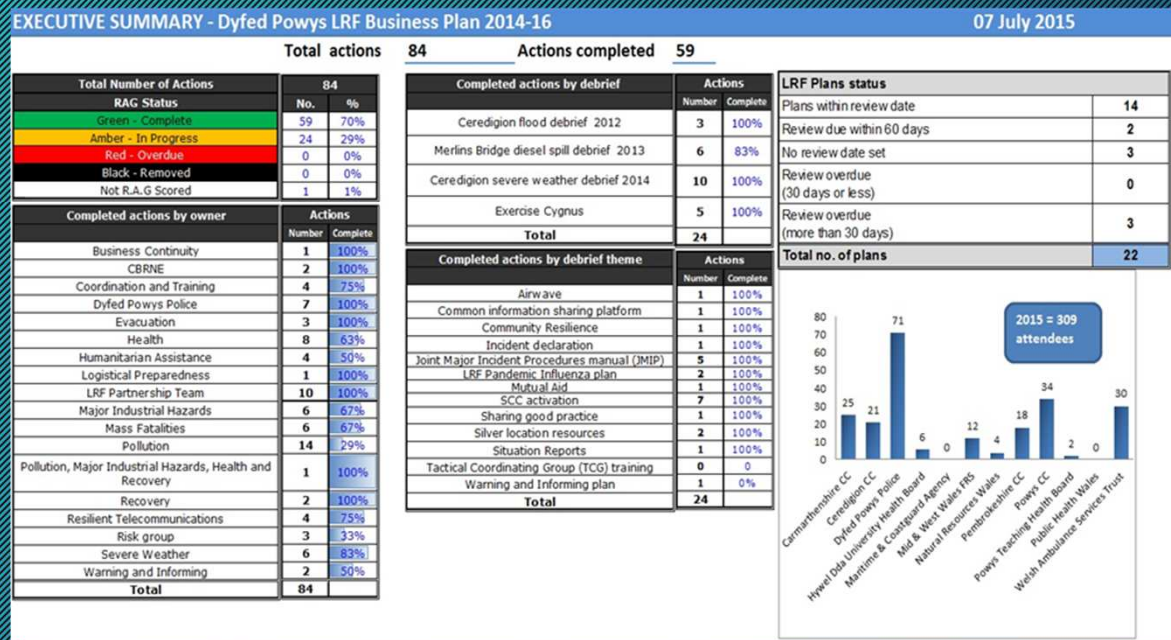 EXECUTIVE SUMMARY - Dyfed Powys LRF Business Plan 2014-16 07 July 2015
Total actions 84 Actions completed 59
Total Number of Actions 84
RAG Status No. %
Green - Complete 59 70%
Amber - In Progress 24 29%
Red - Overdue 0 0%
Black - Removed 0 0%
Not R.A.G Scored 1 1%
Completed actions by owner Actions
Number Complete
Business Continuity 1 100%
CBRNE 2 100%
Coordination and Training 4 75%
Dyfed Powys Police 7 100%
Evacuation 3 100%
Health 8 63%
Humanitarian Assistance 4 50%
Logistical Preparedness 1 100%
LRF Partnership Team 10 100%
Major Industrial Hazards 6 67%
Mass Fatalities 6 67%
Pollution 14 29%
Pollution, Major Industrial Hazards, Health and
Recovery 1 100%
Recovery 2 100%
Resilient Telecommunications 4 75%
Risk group 3 33%
Severe Weather 6 83%
Warning and Informing 2 50%
Total 84
Completed actions by debrief Actions
Number Complete
Ceredigion flood debrief 2012 3 100%
Merlins Bridge diesel spill debrief 2013 6 83%
Ceredigion severe weather debrief 2014 10 100%
Exercise Cygnus 5 100%
Total 24
Completed actions by debrief theme Actions
Number Complete
Airwave 1 100%
Common information sharing platform 1 100%
Community Resilience 1 100%
Incident declaration 1 100%
Joint Major Incident Procedures manual (JMIP) 5 100%
LRF Pandemic Influenza plan 2 100%
Mutual Aid 1 100%
SCC activation 7 100%
Sharing good practice 1 100%
Silver location resources 2 100%
Situation Reports 1 100%
Tactical Coordinating Group (TCG) training 0 0
Warning and Informing plan 1 0%
Total 24
LRF Plans status
Plans within review date 14
Review due within 60 days 2
No review date set 3
Review overdue
(30 days or less) 0
Review overdue
(more than 30 days) 3
Total no. of plans 22
2015 = 309
attendees
80
70
60
50
40
30
20
10
0
25
21
71
6
0
12
4
18
34
2
0
30
Carmarthenshire CC
Ceredigion CC
Dyfed Powys Police
Hywel Dda University Health Board
Maritime & Coastguard Agency
Mid & West Wales FRS
Natural Resources Wales
Pembrokeshire CC
Powys CC
Powys Teaching Health Board
Public Health Wales
Welsh Ambulance Services Trust